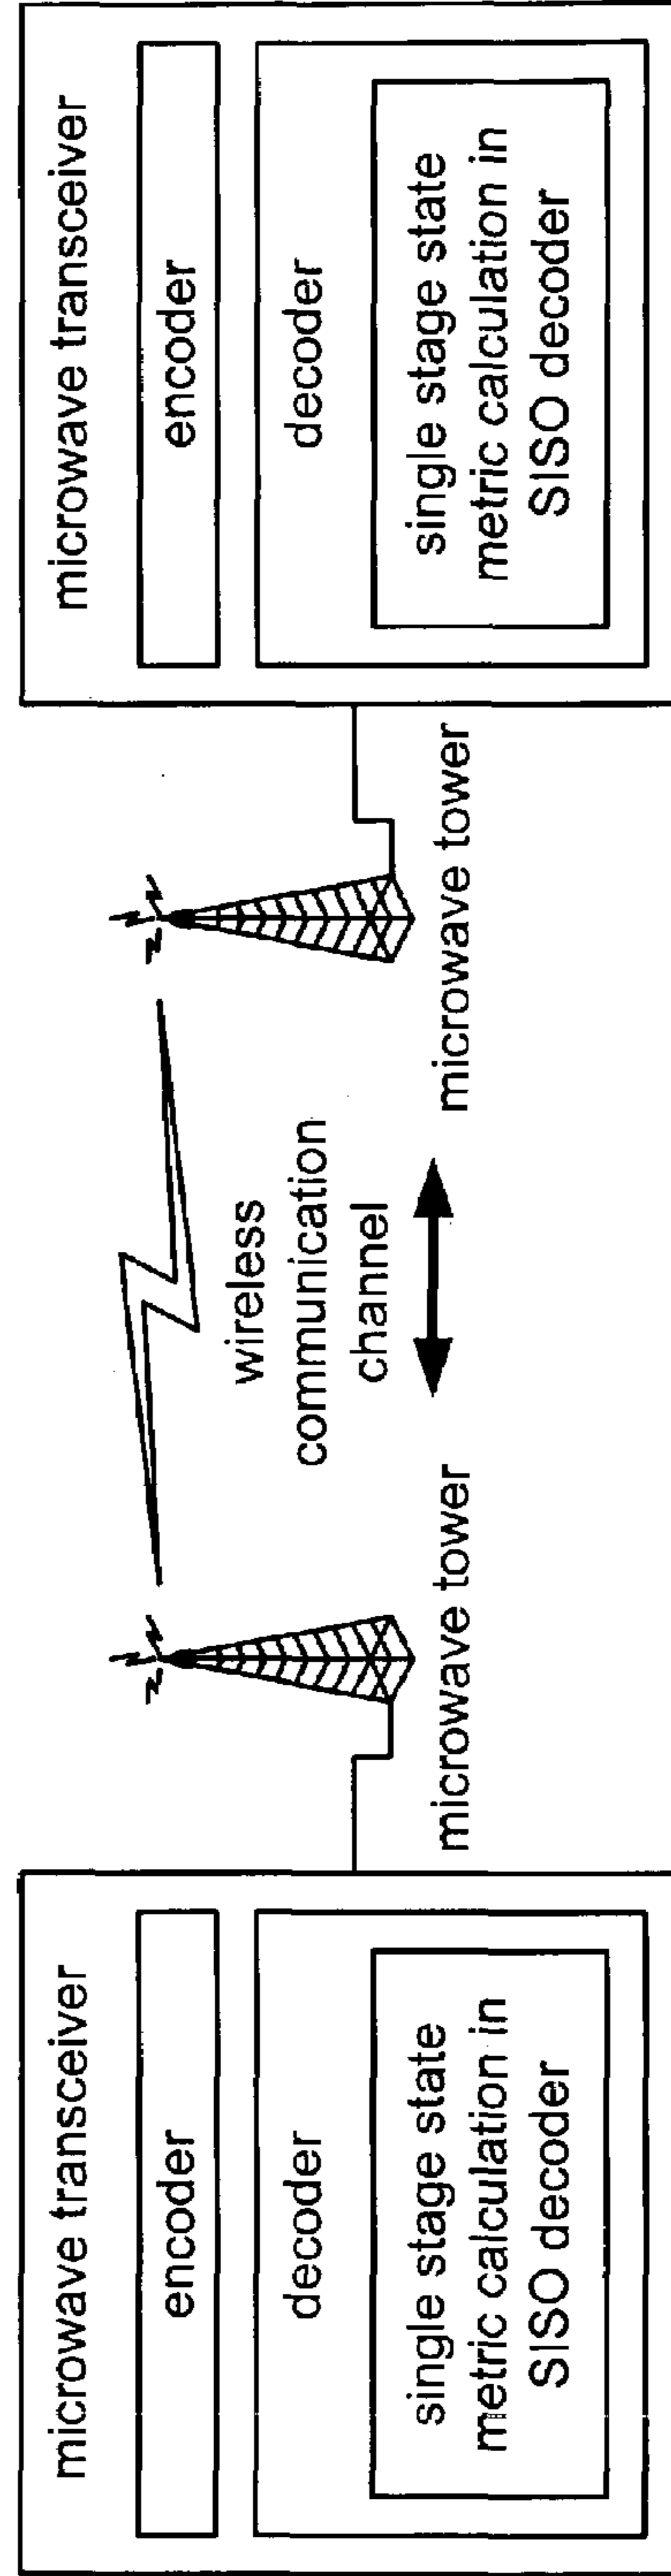 microwave transceiver
encoder
decoder
single stage state
metric calculation in
SISO decoder
microwave tower
wireless
communication
channel
microwave tower
microwave transceiver
encoder
decoder
single stage state
metric calculation in
SISO decoder